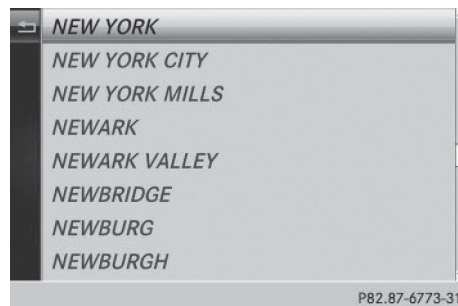 NEW YORK
NEW YORK CITY
NEW YORK MILLS
NEWARK
NEWARK VALLEY
NEWBRIDGE
NEWBURG
NEWBURGH
P82.87-6773-31